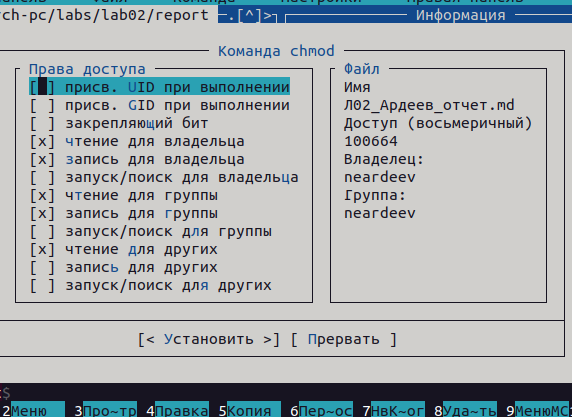 ch-pc/labs/lab02/report .[^]> Информация
Команда chmod
Права доступа
[ ] присв. UID при выполнении
[ ] присв. GID при выполнении
[ ] закрепляющий бит
[x] чтение для владельца
[x] запись для владельца
[ ] запуск/поиск для владельца
[x] чтение для группы
[x] запись для группы
[ ] запуск/поиск для группы
[x] чтение для других
[ ] запись для других
[ ] запуск/поиск для других
Файл
Имя
Л02_Ардеев_отчет.md
Доступ (восьмеричный)
100664
Владелец:
neardeev
Группа:
neardeev
[< Установить >] [ Прервать ]
$
2Меню 3Про~тр 4Правка 5Копия 6Пер~ос 7НвК~ог 8Уда~ть 9МенюMC